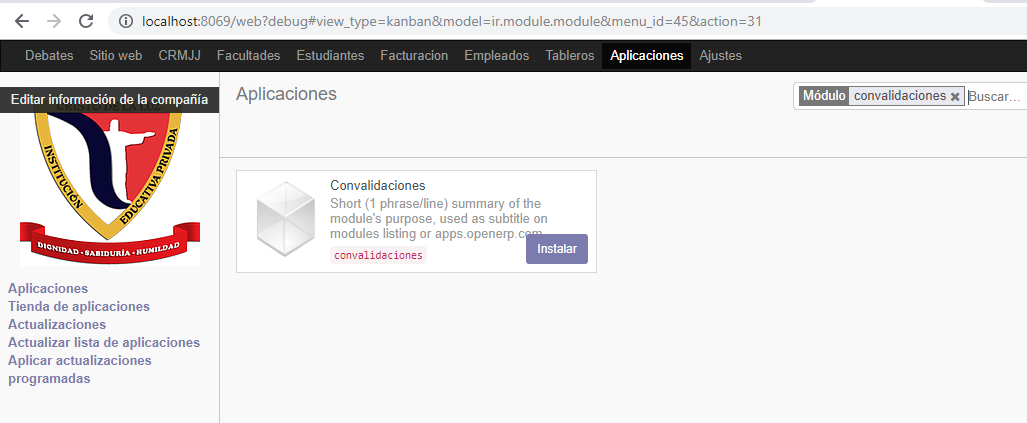 localhost:8069/web?debug#view_type=kanban&model=ir.module.module&menu_id=45&action=31
Debates Sitio web CRMJJ Facultades Estudiantes Facturacion Empleados Tableros Aplicaciones Ajustes
Editar información de la compañía
INSTITUCIÓN EDUCATIVA PRIVADA
DIGNIDAD - SABIDURÍA - HUMILDAD
Aplicaciones
Tienda de aplicaciones
Actualizaciones
Actualizar lista de aplicaciones
Aplicar actualizaciones
programadas
Aplicaciones
Módulo convalidaciones Buscar...
Convalidaciones
Short (1 phrase/line) summary of the
module's purpose, used as subtitle on
modules listing or apps.openerp.com
convalidaciones
Instalar